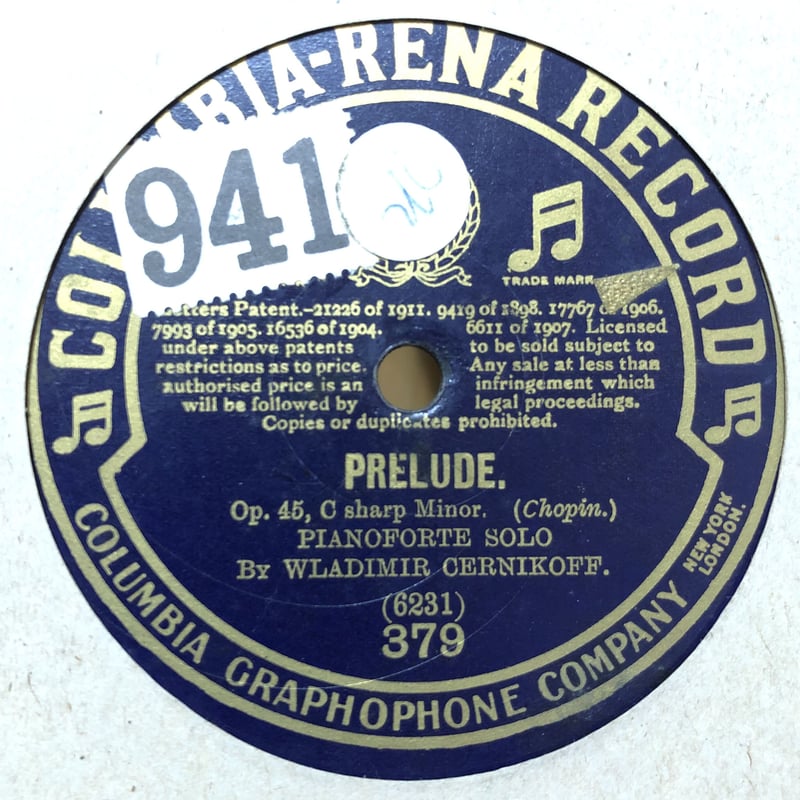 COLUMBIA-RENA RECORD
941
TRADE MARK
Letters Patent.-21226 of 1911. 9419 of 1898. 17767 of 1906.
7993 of 1905. 16536 of 1904. 6611 of 1907. Licensed
under above patents to be sold subject to
restrictions as to price. Any sale at less than
authorised price is an infringement which
will be followed by legal proceedings.
Copies or duplicates prohibited.
PRELUDE.
Op. 45, C sharp Minor. (Chopin.)
PIANOFORTE SOLO
By WLADIMIR CERNIKOFF.
(6231)
379
COLUMBIA GRAPHOPHONE COMPANY
NEW YORK
LONDON.